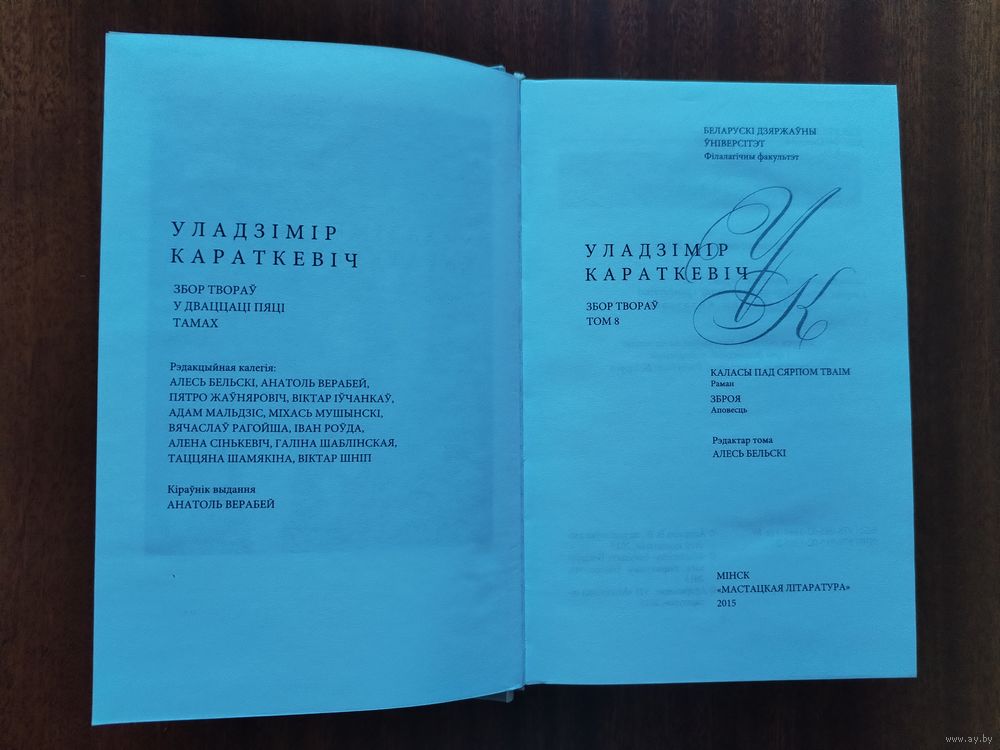 УЛАДЗІМІР
КАРАТКЕВІЧ
ЗБОР ТВОРАЎ
У ДВАЦЦАЦІ ПЯЦІ
ТАМАХ
Рэдакцыйная калегія:
АЛЕСЬ БЕЛЬСКІ, АНАТОЛЬ ВЕРАБЕЙ,
ПЯТРО ЖАЎНЯРОВІЧ, ВІКТАР ІЎЧАНКАЎ,
АДАМ МАЛЬДЗІС, МІХАСЬ МУШЫНСКІ,
ВЯЧАСЛАЎ РАГОЙША, ІВАН РОЎДА,
АЛЕНА СІНЬКЕВІЧ, ГАЛІНА ШАБЛІНСКАЯ,
ТАЦЦЯНА ШАМЯКІНА, ВІКТАР ШНІП
Кіраўнік выдання
АНАТОЛЬ ВЕРАБЕЙ
БЕЛАРУСКІ ДЗЯРЖАЎНЫ
ЎНІВЕРСІТЭТ
Філалагічны факультэт
УК
УЛАДЗІМІР
КАРАТКЕВІЧ
ЗБОР ТВОРАЎ
ТОМ 8
КАЛАСЫ ПАД СЯРПОМ ТВАІМ
Раман
ЗБРОЯ
Аповесць
Рэдактар тома
АЛЕСЬ БЕЛЬСКІ
МІНСК
«МАСТАЦКАЯ ЛІТАРАТУРА»
2015
www.ay.by